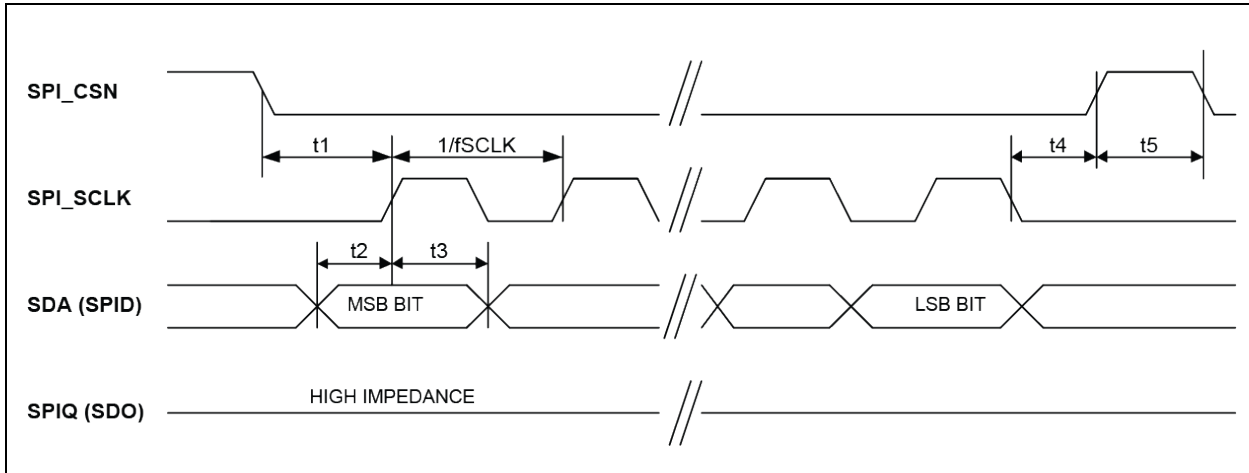 SPI_CSN
t1
1/fSCLK
t4
t5
SPI_SCLK
t2
t3
SDA (SPID)
MSB BIT
LSB BIT
HIGH IMPEDANCE
SPIQ (SDO)